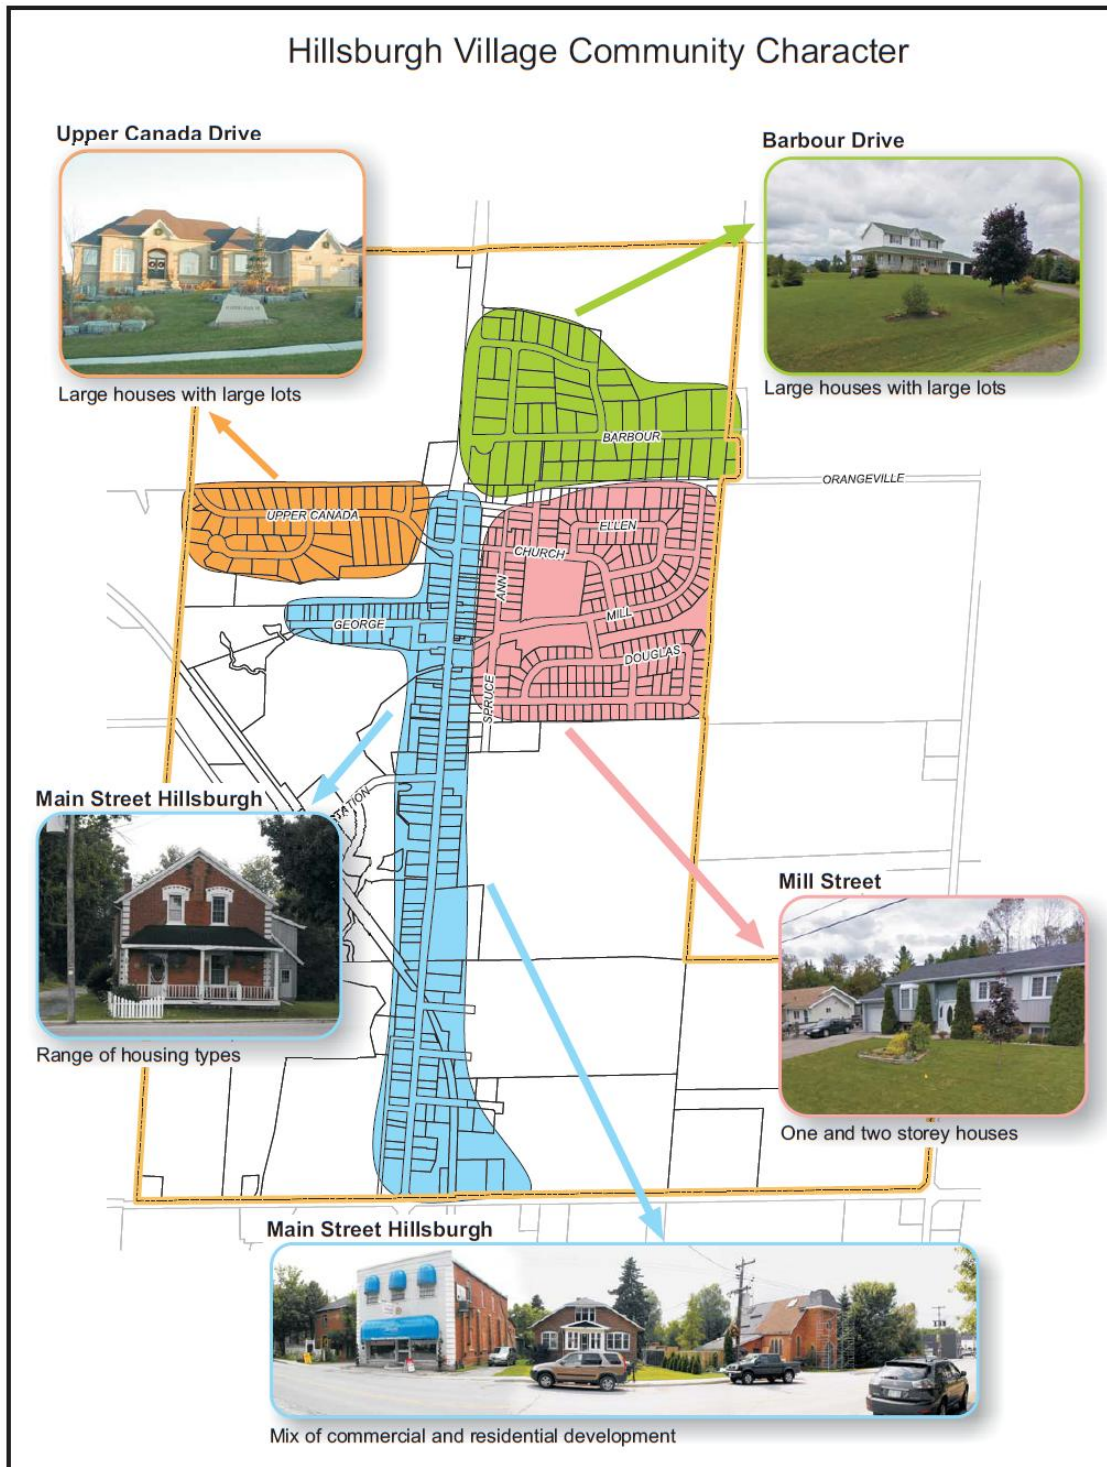 Hillsburgh Village Community Character
Upper Canada Drive
Barbour Drive
Large houses with large lots
Large houses with large lots
BARBOUR
ORANGEVILLE
UPPER CANADA
ELLEN
CHURCH
ANN
MILL
GEORGE
DOUGLAS
SPRUCE
Main Street Hillsburgh
STATION
Mill Street
Range of housing types
One and two storey houses
Main Street Hillsburgh
Mix of commercial and residential development